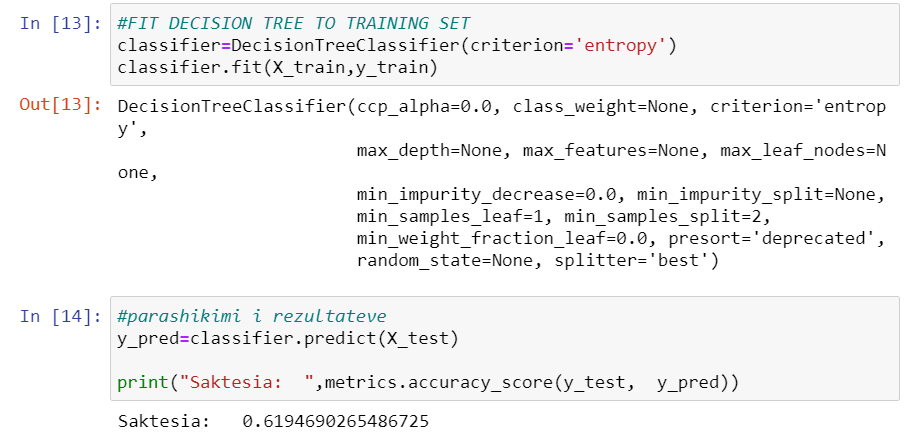 In [13]: #FIT DECISION TREE TO TRAINING SET
classifier=DecisionTreeClassifier(criterion='entropy')
classifier.fit(X_train,y_train)
Out[13]: DecisionTreeClassifier(ccp_alpha=0.0, class_weight=None, criterion='entrop
y',
max_depth=None, max_features=None, max_leaf_nodes=N
one,
min_impurity_decrease=0.0, min_impurity_split=None,
min_samples_leaf=1, min_samples_split=2,
min_weight_fraction_leaf=0.0, presort='deprecated',
random_state=None, splitter='best')
In [14]: #parashikimi i rezultateve
y_pred=classifier.predict(X_test)
print("Saktesia:  ",metrics.accuracy_score(y_test,  y_pred))
Saktesia:   0.6194690265486725